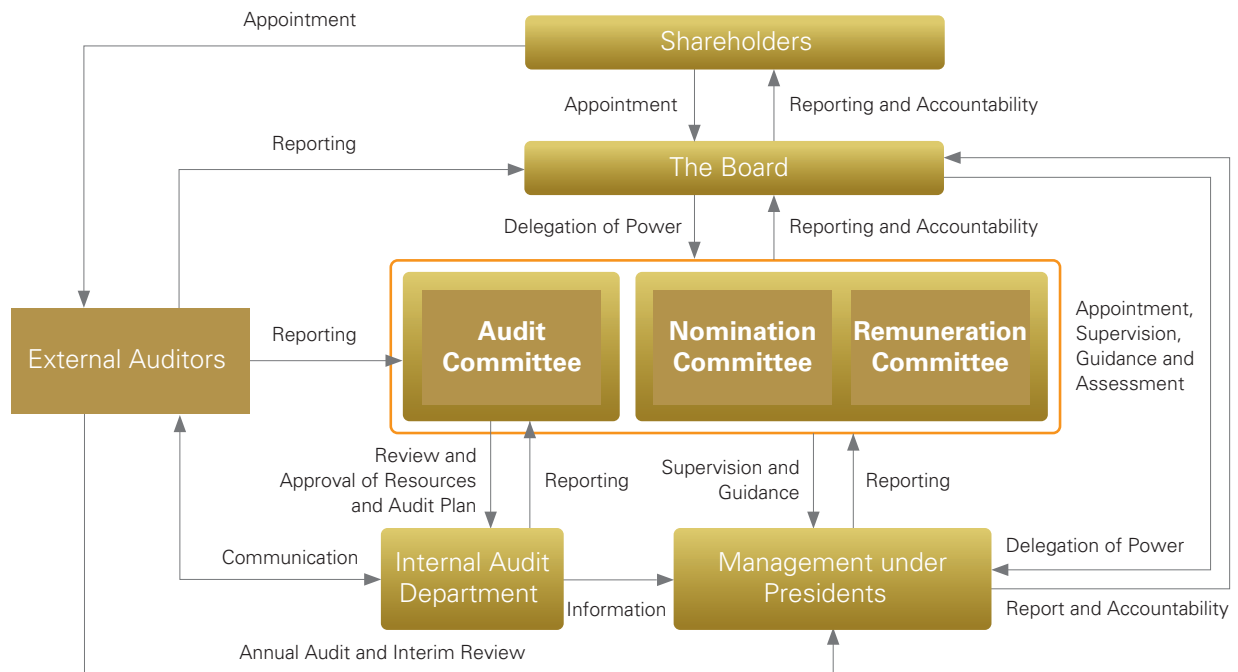 Appointment
Shareholders
Appointment
Reporting and Accountability
Reporting
The Board
Delegation of Power
Reporting and Accountability
External Auditors
Reporting
Audit
Committee
Nomination
Committee
Remuneration
Committee
Appointment,
Supervision,
Guidance and
Assessment
Review and
Approval of Resources
and Audit Plan
Reporting
Supervision and
Guidance
Reporting
Communication
Internal Audit
Department
Information
Management under
Presidents
Delegation of Power
Report and Accountability
Annual Audit and Interim Review